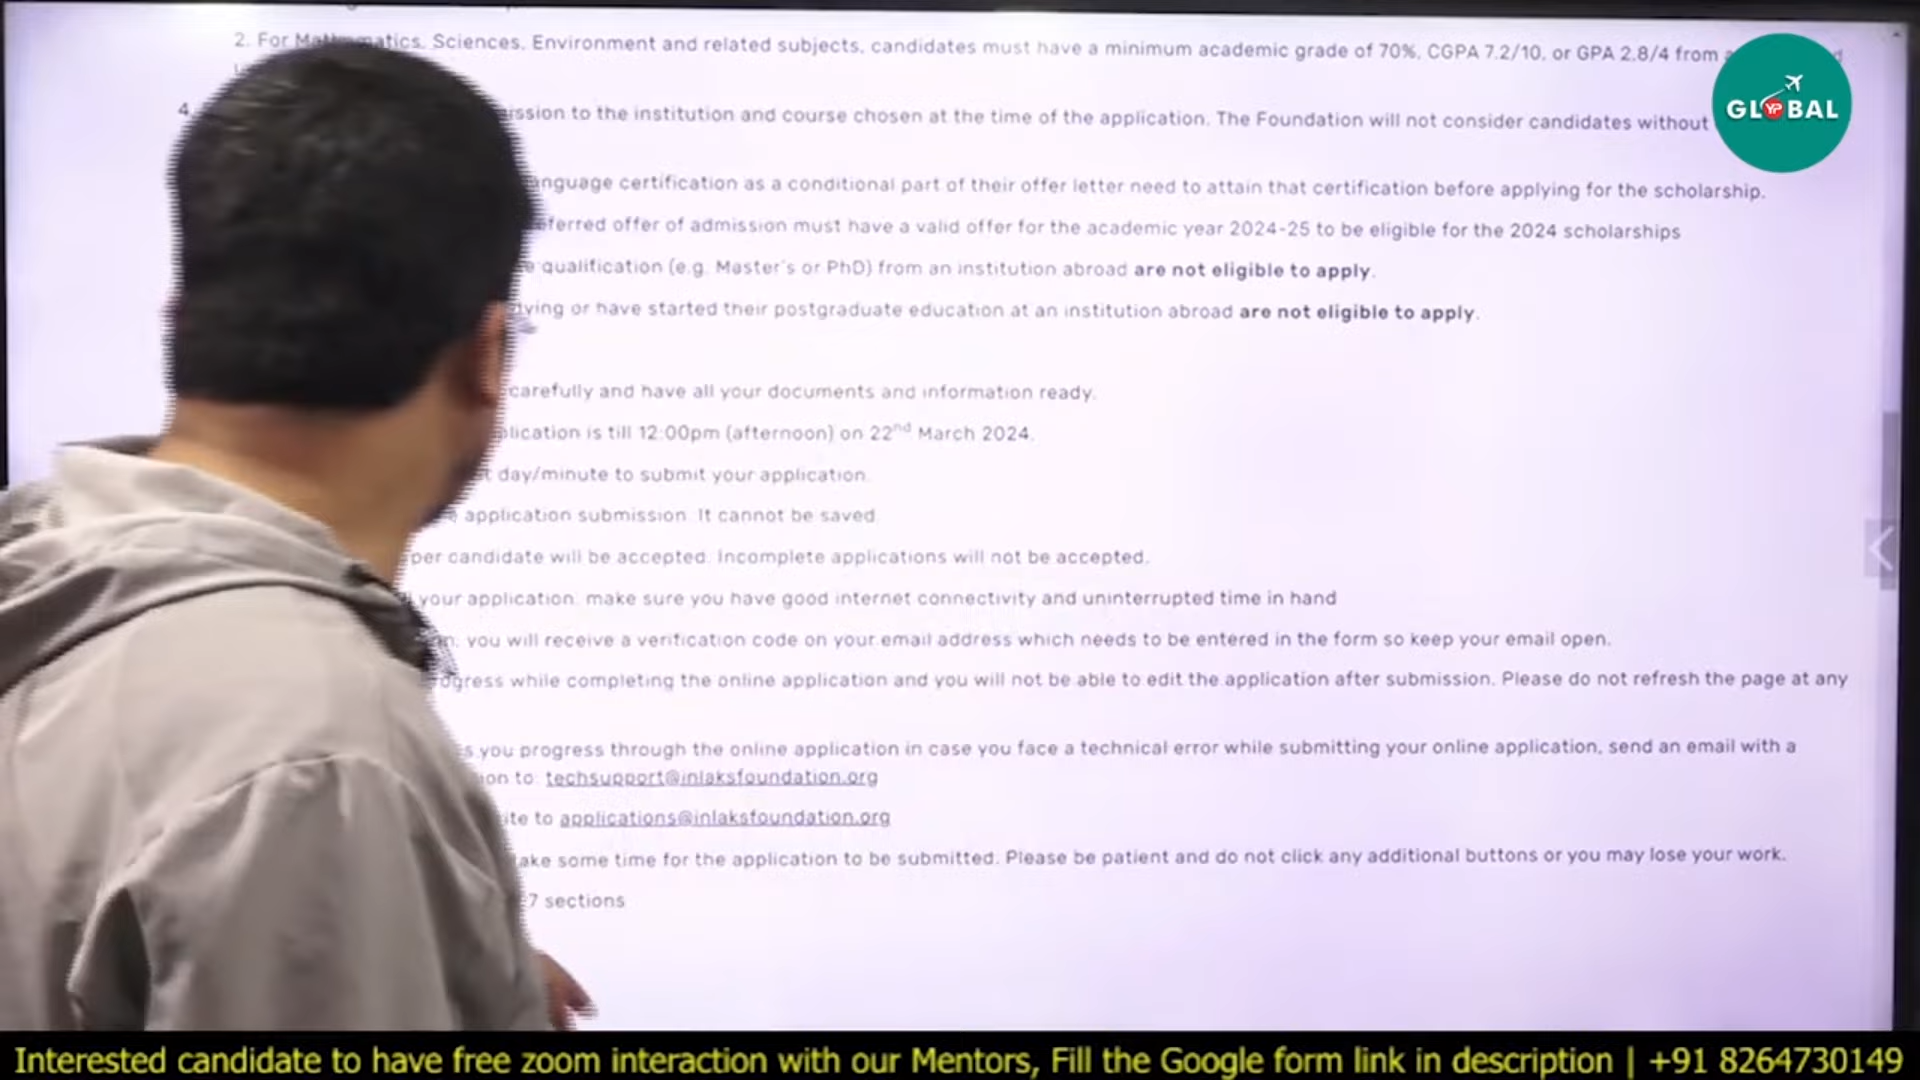 2. For Mathematics, Sciences, Environment and related subjects, candidates must have a minimum academic grade of 70%, CGPA 7.2/10, or GPA 2.8/4 from
4.
ission to the institution and course chosen at the time of the application. The Foundation will not consider candidates without
anguage certification as a conditional part of their offer letter need to attain that certification before applying for the scholarship.
eferred offer of admission must have a valid offer for the academic year 2024-25 to be eligible for the 2024 scholarships
e qualification (e.g. Master's or PhD) from an institution abroad are not eligible to apply.
ying or have started their postgraduate education at an institution abroad are not eligible to apply.
carefully and have all your documents and information ready.
plication is till 12:00pm (afternoon) on 22nd March 2024.
t day/minute to submit your application.
e application submission. It cannot be saved.
per candidate will be accepted. Incomplete applications will not be accepted.
your application: make sure you have good internet connectivity and uninterrupted time in hand
n, you will receive a verification code on your email address which needs to be entered in the form so keep your email open.
ogress while completing the online application and you will not be able to edit the application after submission. Please do not refresh the page at any
s you progress through the online application in case you face a technical error while submitting your online application, send an email with a
ion to: techsupport@inlaksfoundation.org
ite to applications@inlaksfoundation.org
ake some time for the application to be submitted. Please be patient and do not click any additional buttons or you may lose your work.
7 sections
GLOBAL
YP
Interested candidate to have free zoom interaction with our Mentors, Fill the Google form link in description | +91 8264730149